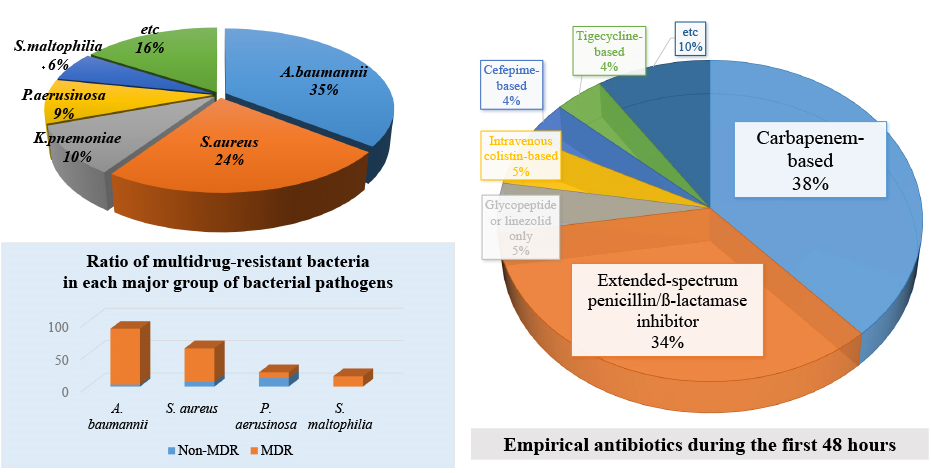 etc
16%
S.maltophilia
6%
P.aerusinosa
9%
K.pnemoniae
10%
A.baumannii
35%
S.aureus
24%
Ratio of multidrug-resistant bacteria
in each major group of bacterial pathogens
100
50
0
A.
baumannii
S. aureus
P.
aerusinosa
S.
maltophilia
Non-MDR
MDR
etc
10%
Tigecycline-
based
4%
Cefepime-
based
4%
Intravenous
colistin-based
5%
Glycopeptide
or linezolid
only
5%
Carbapenem-
based
38%
Extended-spectrum
penicillin/ß-lactamase
inhibitor
34%
Empirical antibiotics during the first 48 hours